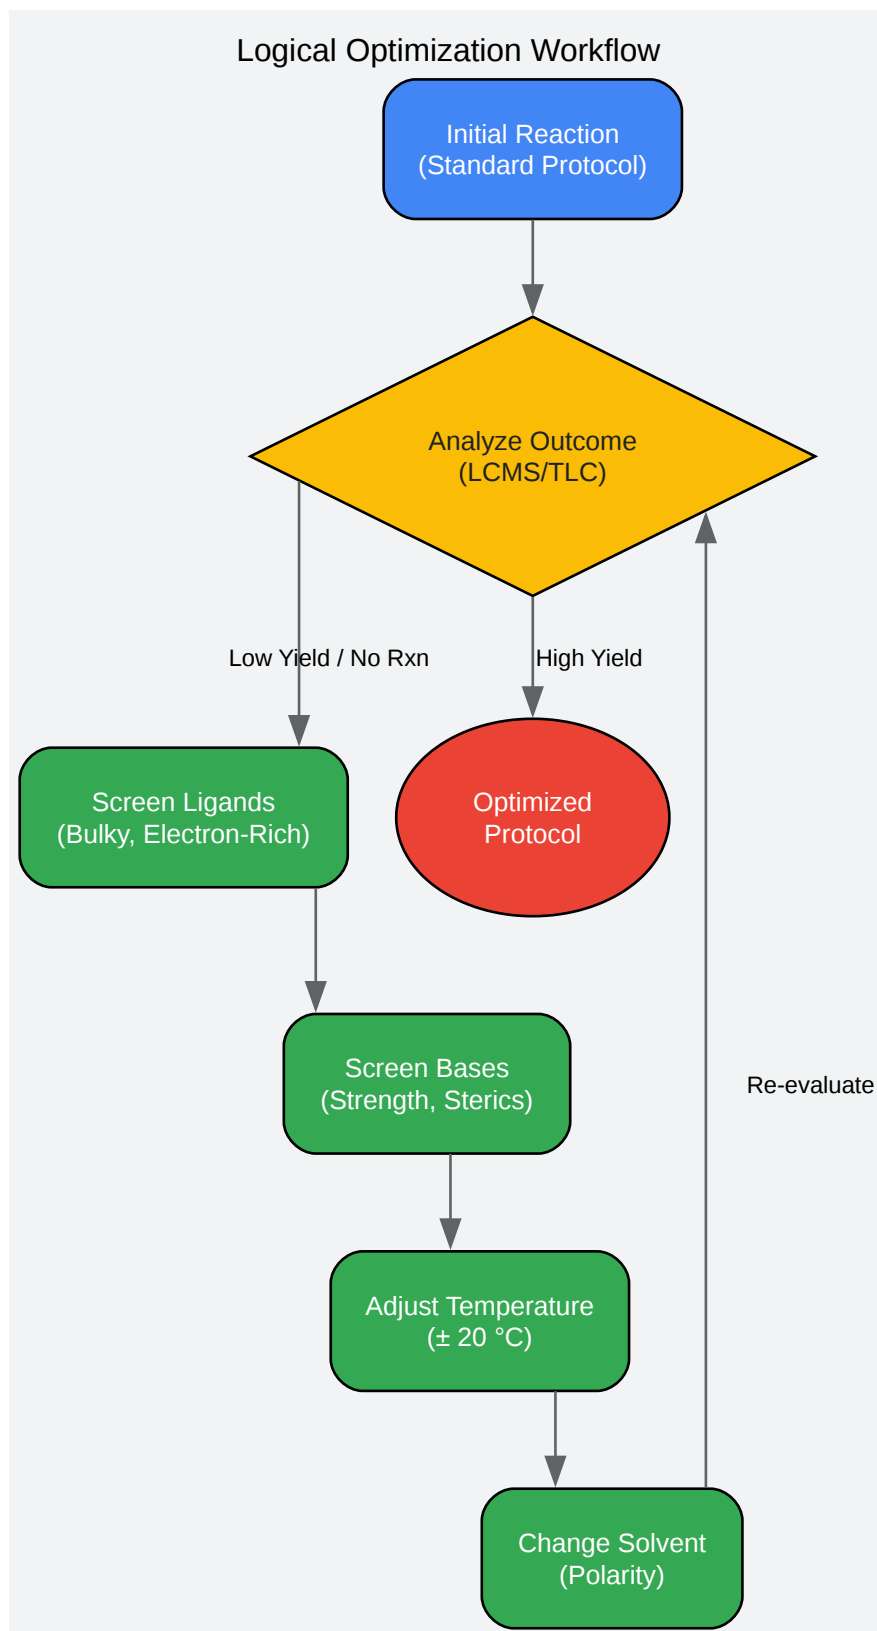 Logical Optimization Workflow
Initial Reaction
(Standard Protocol)
Analyze Outcome
(LCMS/TLC)
Low Yield / No Rxn
High Yield
Screen Ligands
(Bulky, Electron-Rich)
Optimized
Protocol
Screen Bases
(Strength, Sterics)
Re-evaluate
Adjust Temperature
(± 20 °C)
Change Solvent
(Polarity)